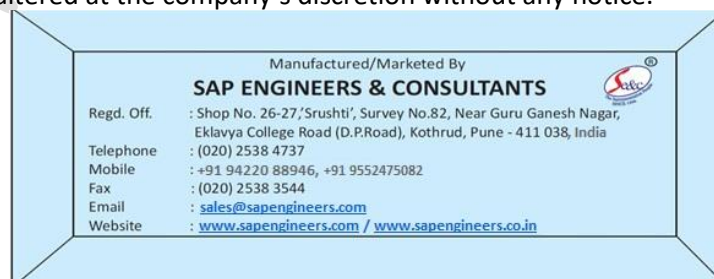 altered at the company's discretion without any notice.
Manufactured/Marketed By
SAP ENGINEERS & CONSULTANTS
®
Regd. Off. : Shop No. 26-27,'Srushti', Survey No.82, Near Guru Ganesh Nagar,
Eklavya College Road (D.P.Road), Kothrud, Pune - 411 038, India
Telephone : (020) 2538 4737
Mobile : +91 94220 88946, +91 9552475082
Fax : (020) 2538 3544
Email : sales@sapengineers.com
Website : www.sapengineers.com / www.sapengineers.co.in